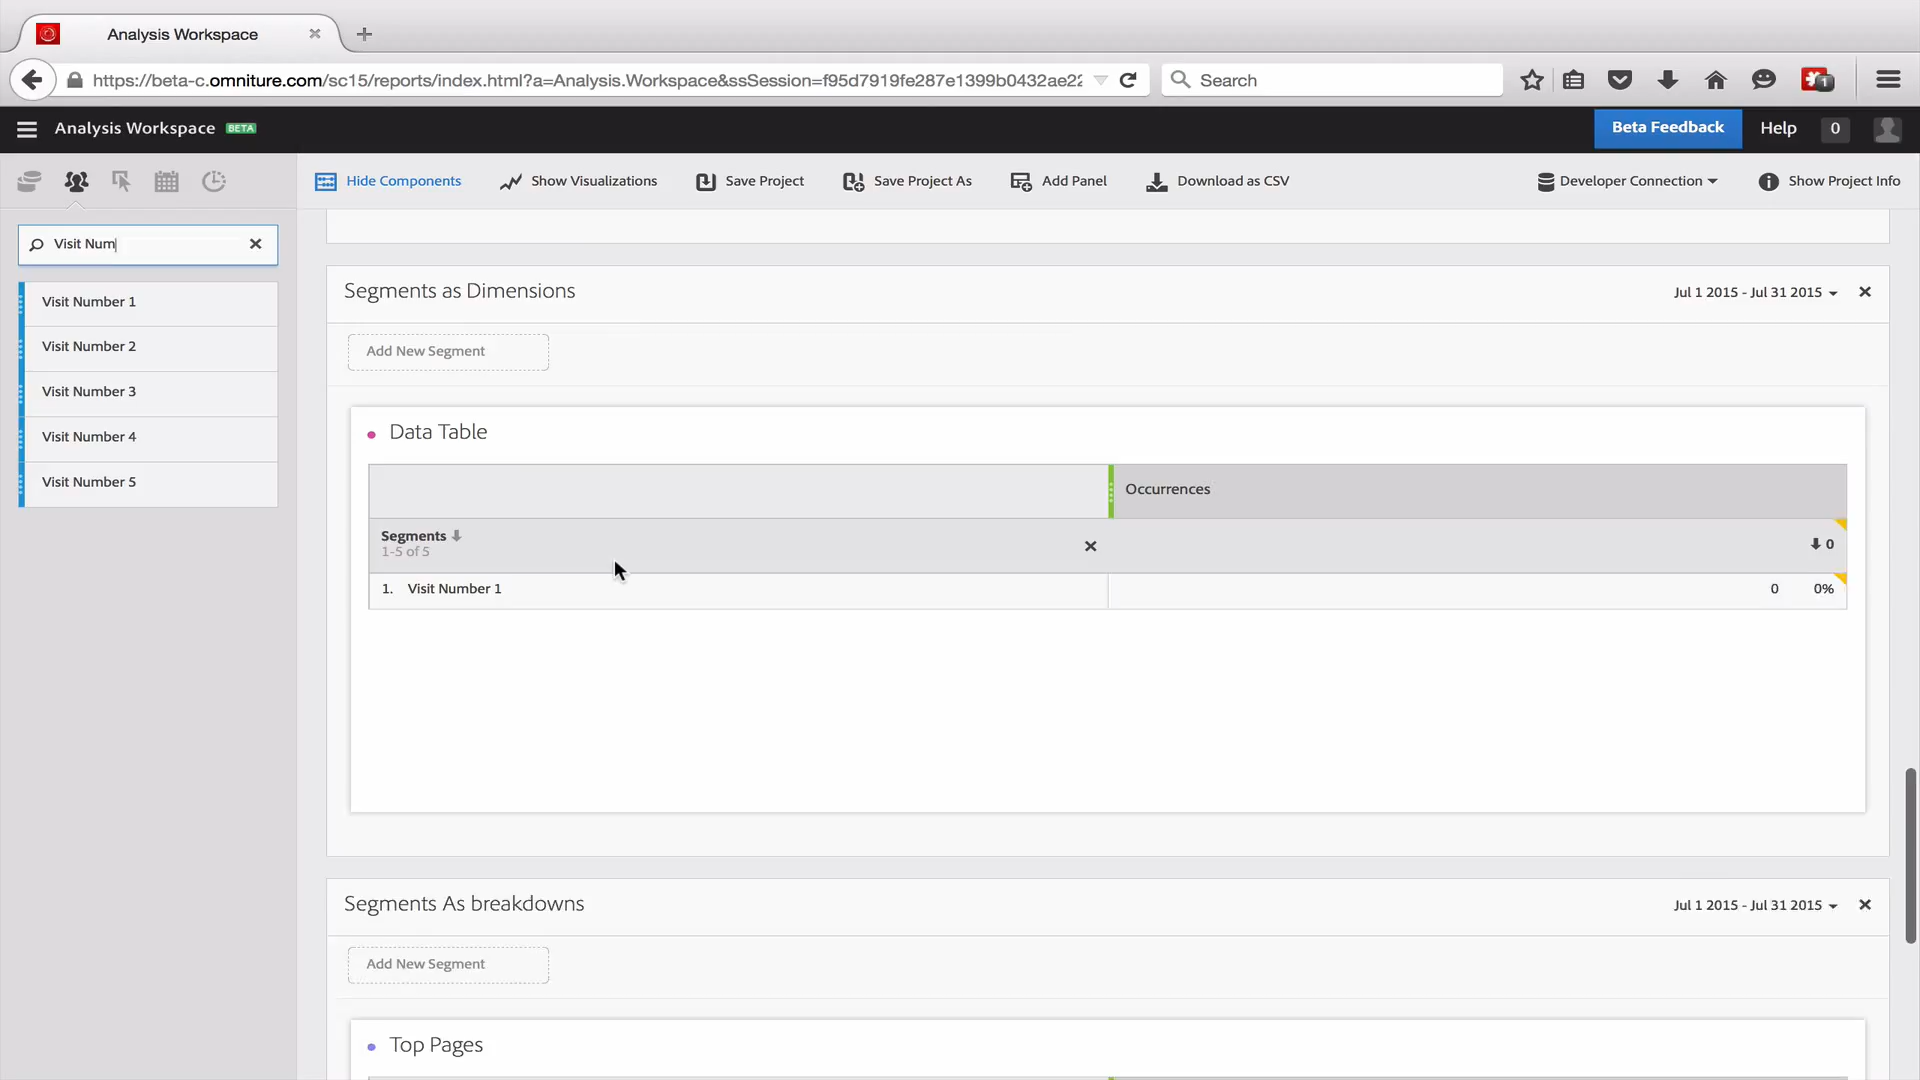 Analysis Workspace
https://beta-c.omniture.com/sc15/reports/index.html?a=Analysis.Workspace&ssSession=f95d7919fe287e1399b0432ae22
Search
1
Analysis Workspace BETA
Beta Feedback
Help
0
Hide Components
Show Visualizations
Save Project
Save Project As
Add Panel
Download as CSV
Developer Connection
Show Project Info
Visit Num
Visit Number 1
Visit Number 2
Visit Number 3
Visit Number 4
Visit Number 5
Segments as Dimensions
Jul 1 2015 - Jul 31 2015
Add New Segment
Data Table
Occurrences
Segments
1-5 of 5
0
1. Visit Number 1
0 0%
Segments As breakdowns
Jul 1 2015 - Jul 31 2015
Add New Segment
Top Pages